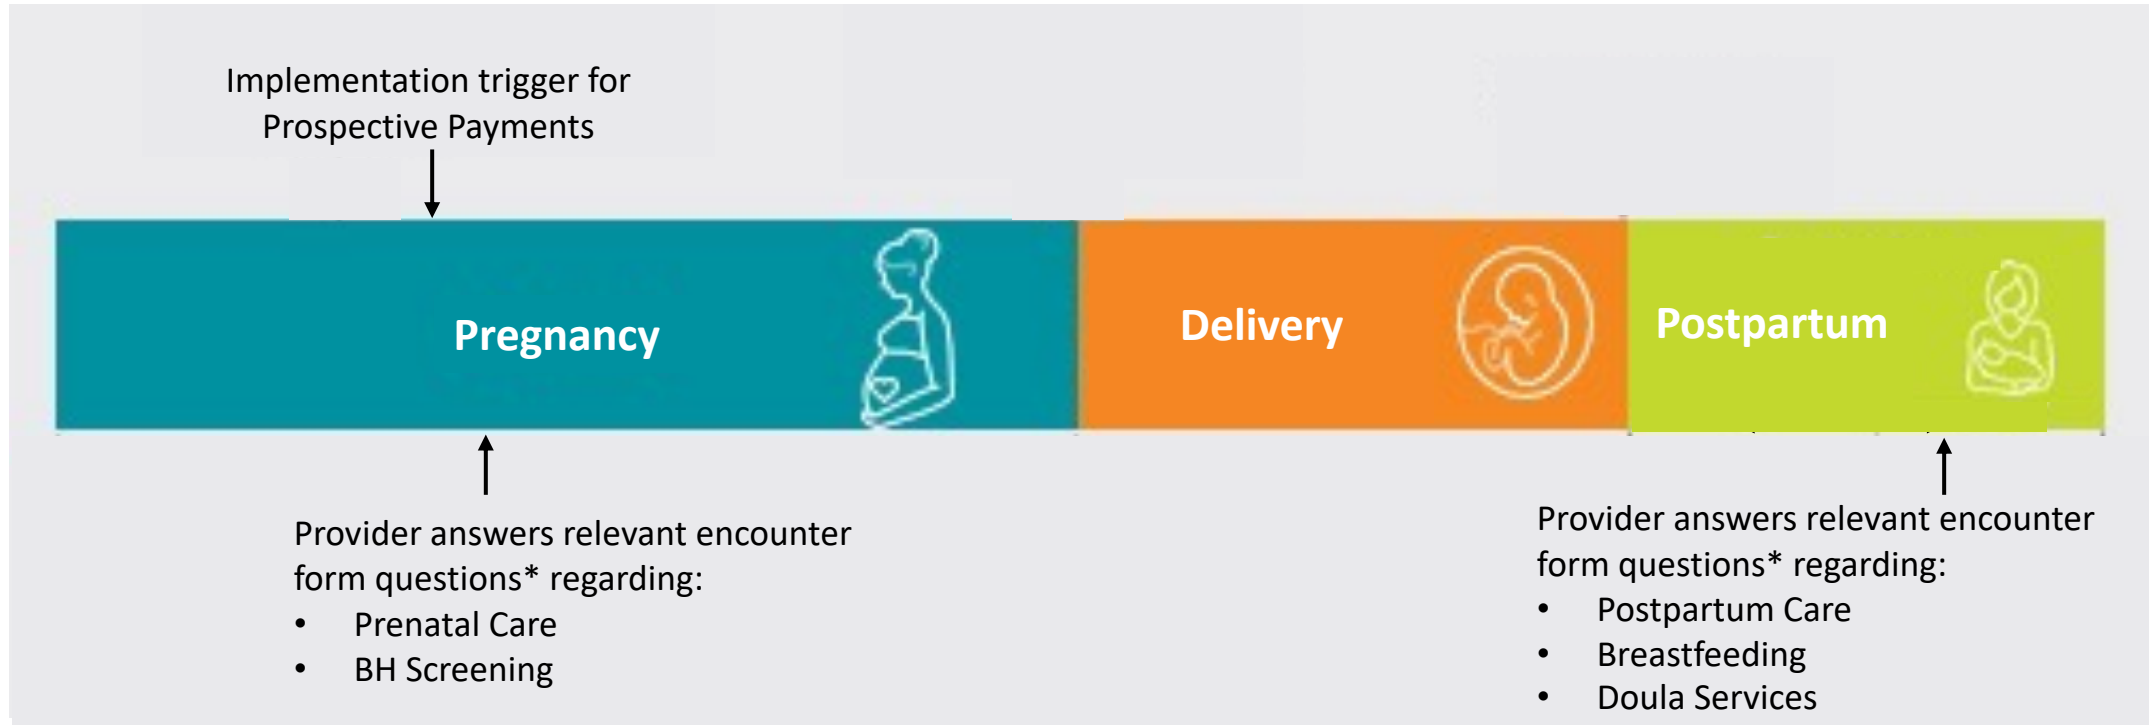 Implementation trigger for
Prospective Payments
Pregnancy
Delivery
Postpartum
Provider answers relevant encounter
form questions* regarding:
• Prenatal Care
• BH Screening
Provider answers relevant encounter
form questions* regarding:
• Postpartum Care
• Breastfeeding
• Doula Services